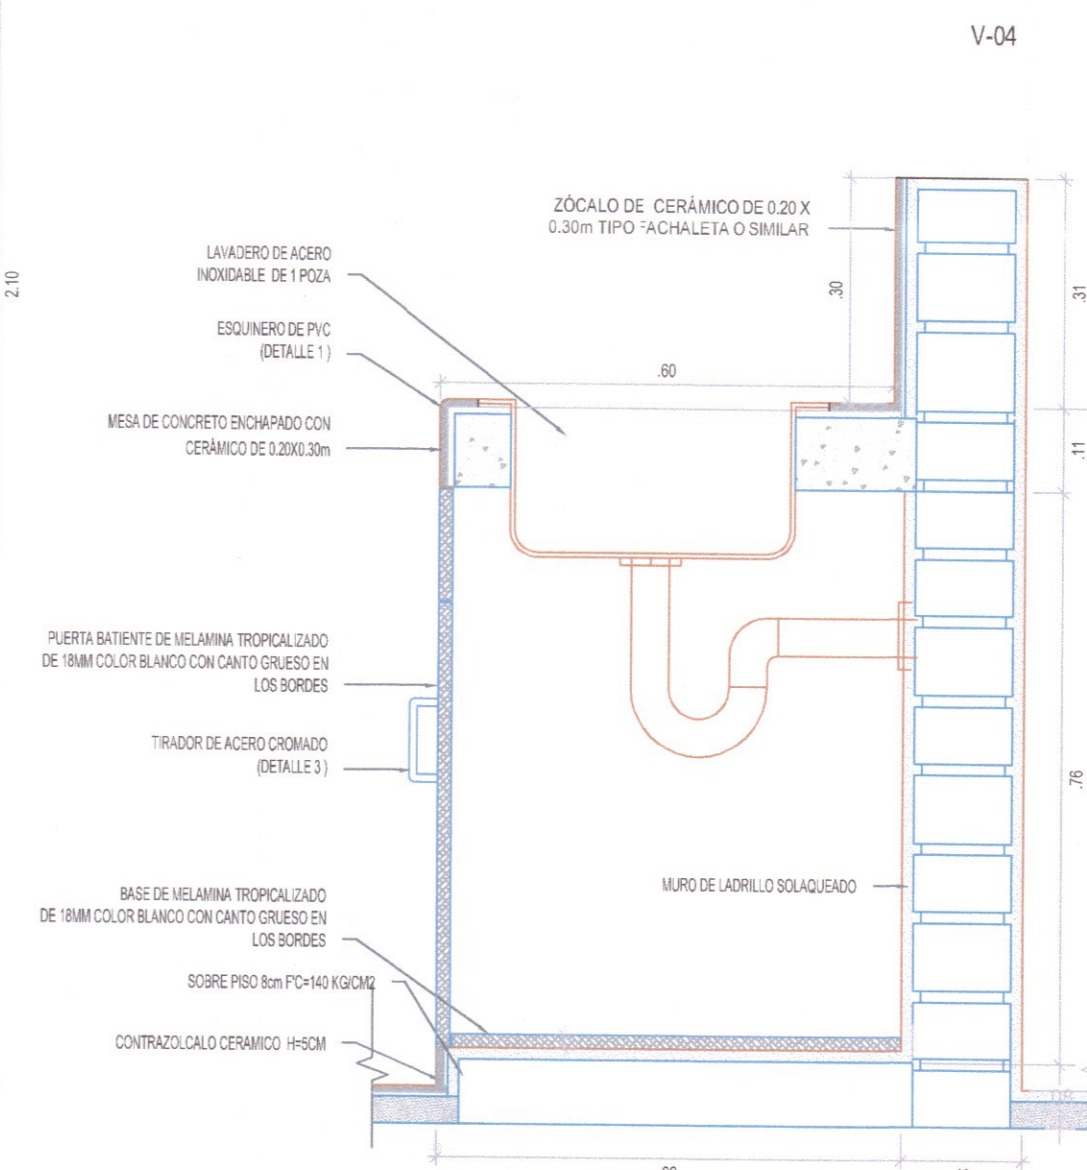 V-04
ZÓCALO DE CERÁMICO DE 0.20 X
0.30m TIPO FACHALETA O SIMILAR
LAVADERO DE ACERO
INOXIDABLE DE 1 POZA
2.10
.30
.31
ESQUINERO DE PVC
(DETALLE 1)
.60
MESA DE CONCRETO ENCHAPADO CON
CERÁMICO DE 0.20X0.30m
.11
PUERTA BATIENTE DE MELAMINA TROPICALIZADO
DE 18MM COLOR BLANCO CON CANTO GRUESO EN
LOS BORDES
TIRADOR DE ACERO CROMADO
(DETALLE 3)
.76
BASE DE MELAMINA TROPICALIZADO
DE 18MM COLOR BLANCO CON CANTO GRUESO EN
LOS BORDES
MURO DE LADRILLO SOLAQUEADO
SOBRE PISO 8cm F'C=140 KG/CM2
CONTRAZOLCALO CERAMICO H=5CM